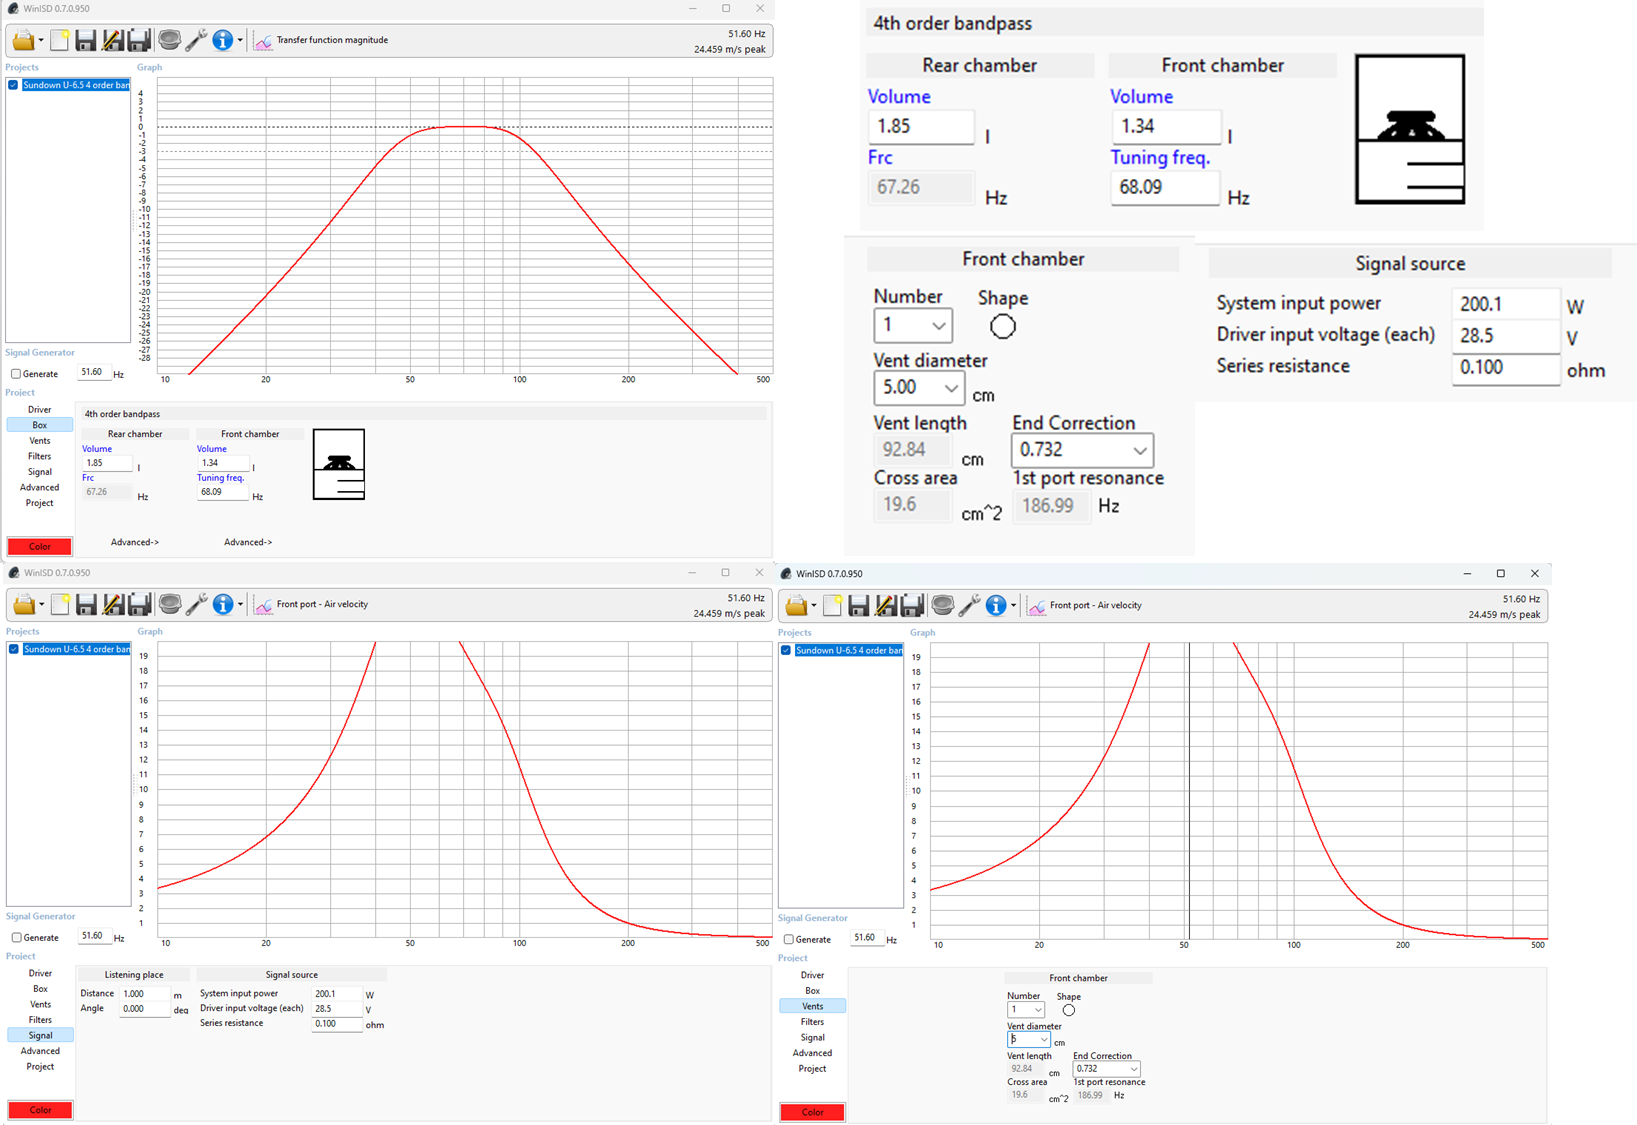 WinISD 0.7.0.950
Transfer function magnitude
51.60 Hz
24.459 m/s peak
Projects
Graph
Sundown U-6.5 4 order ban
4
3
2
1
0
-1
-2
-3
-4
-5
-6
-7
-8
-9
-10
-11
-12
-13
-14
-15
-16
-17
-18
-19
-20
-21
-22
-23
-24
-25
-26
-27
-28
10 20 50 100 200 500
Signal Generator
Generate 51.60 Hz
Project
Driver
Box
Vents
Filters
Signal
Advanced
Project
Color
4th order bandpass
Rear chamber Front chamber
Volume Volume
1.85 l 1.34 l
Frc Tuning freq.
67.26 Hz 68.09 Hz
Advanced-> Advanced->
4th order bandpass
Rear chamber Front chamber
Volume Volume
1.85 l 1.34 l
Frc Tuning freq.
67.26 Hz 68.09 Hz
Front chamber
Number Shape
1
Vent diameter
5.00 cm
Vent length End Correction
92.84 cm 0.732
Cross area 1st port resonance
19.6 cm^2 186.99 Hz
Signal source
System input power 200.1 W
Driver input voltage (each) 28.5 V
Series resistance 0.100 ohm
WinISD 0.7.0.950
Front port - Air velocity
51.60 Hz
24.459 m/s peak
Projects
Graph
Sundown U-6.5 4 order ban
19
18
17
16
15
14
13
12
11
10
9
8
7
6
5
4
3
2
1
10 20 50 100 200 500
Signal Generator
Generate 51.60 Hz
Project
Driver
Box
Vents
Filters
Signal
Advanced
Project
Color
Listening place Signal source
Distance 1.000 m System input power 200.1 W
Angle 0.000 deg Driver input voltage (each) 28.5 V
Series resistance 0.100 ohm
WinISD 0.7.0.950
Front port - Air velocity
51.60 Hz
24.459 m/s peak
Projects
Graph
Sundown U-6.5 4 order ban
19
18
17
16
15
14
13
12
11
10
9
8
7
6
5
4
3
2
1
10 20 50 100 200 500
Signal Generator
Generate 51.60 Hz
Project
Driver
Box
Vents
Filters
Signal
Advanced
Project
Color
Front chamber
Number Shape
1
Vent diameter
5 cm
Vent length End Correction
92.84 cm 0.732
Cross area 1st port resonance
19.6 cm^2 186.99 Hz